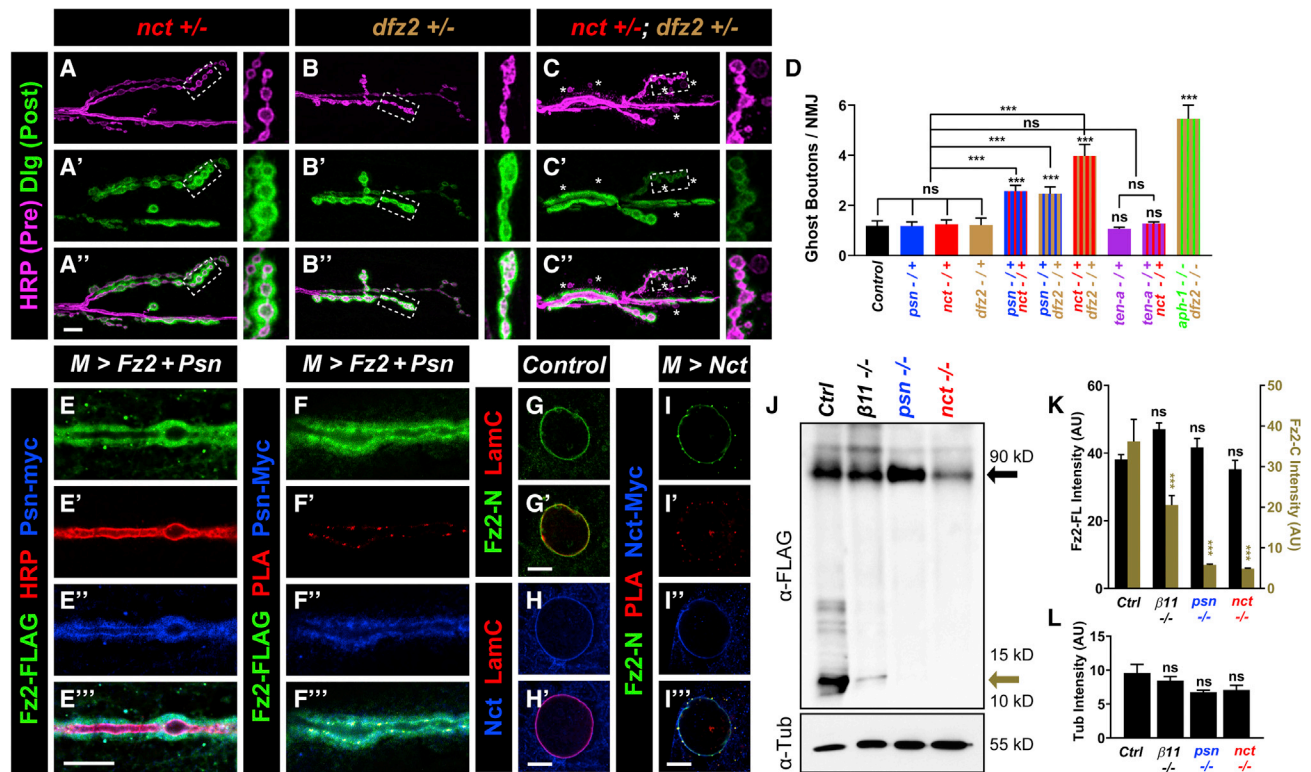 nct +/-
dfz2 +/-
nct +/-; dfz2 +/-
HRP (Pre) Dlg (Post)
A
B
C
A'
B'
C'
A''
B''
C''
* * * *
* * * *
* * * *
D
Ghost Boutons / NMJ
6
4
2
0
ns
***
***
***
ns
***
***
***
ns
ns
ns
***
***
Control
psn - / +
nct - / +
dfz2 - / +
psn - / + nct - / +
psn - / + dfz2 - / +
nct - / + dfz2 - / +
ten-a - / +
ten-a - / + nct - / +
aph-1 - / - dfz2 - / -
M > Fz2 + Psn
M > Fz2 + Psn
Control
M > Nct
Fz2-FLAG HRP Psn-myc
E
E'
E''
E'''
Fz2-FLAG PLA Psn-Myc
F
F'
F''
F'''
Fz2-N LamC
G
G'
Nct LamC
H
H'
Fz2-N PLA Nct-Myc
I
I'
I''
I'''
J
Ctrl
β11 -/-
psn -/-
nct -/-
α-FLAG
90 kD
15 kD
10 kD
α-Tub
55 kD
K
Fz2-FL Intensity (AU)
60
40
20
0
Fz2-C Intensity (AU)
50
40
30
20
10
0
ns
***
ns
***
ns
***
Ctrl
β11 -/-
psn -/-
nct -/-
L
Tub Intensity (AU)
15
10
5
0
ns
ns
ns
Ctrl
β11 -/-
psn -/-
nct -/-